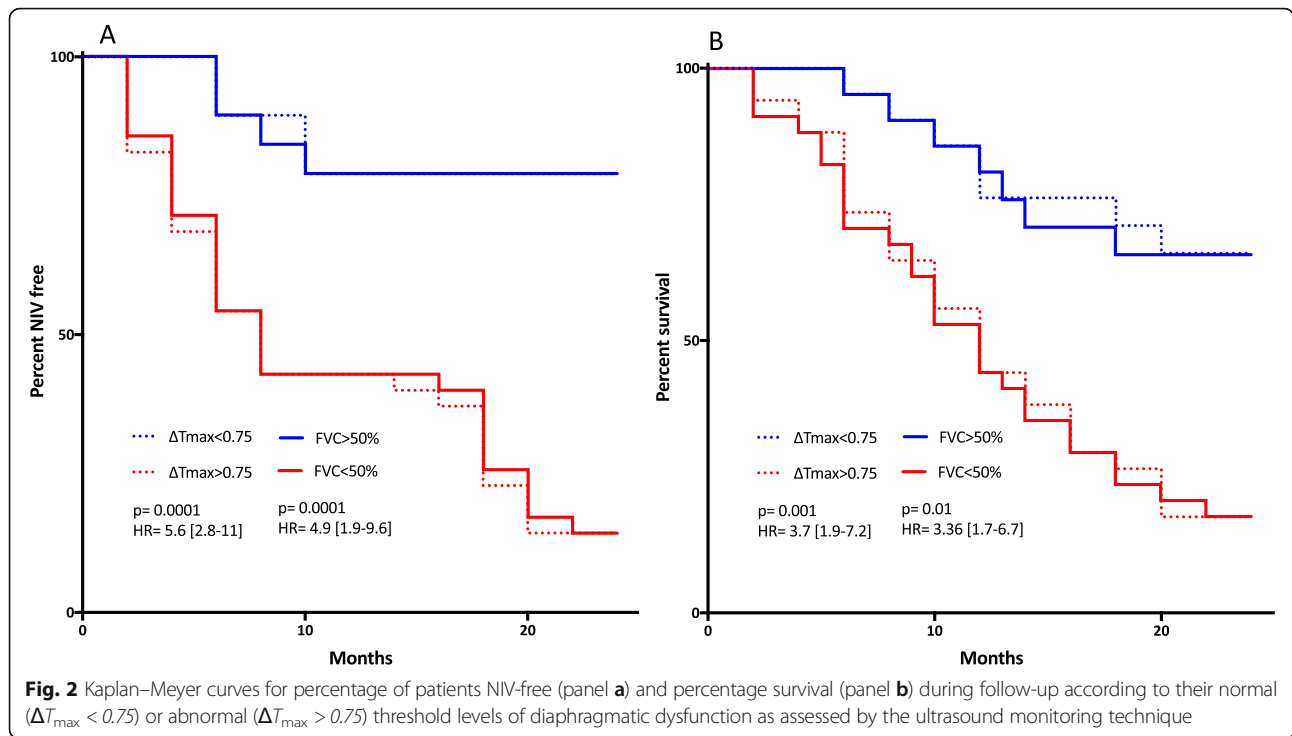 A
100
50
0
0
10
20
Percent NIV free
Months
ΔTmax<0.75
FVC>50%
ΔTmax>0.75
FVC<50%
p= 0.0001
HR= 5.6 [2.8-11]
p= 0.0001
HR= 4.9 [1.9-9.6]
B
100
50
0
0
10
20
Percent survival
Months
ΔTmax<0.75
FVC>50%
ΔTmax>0.75
FVC<50%
p= 0.001
HR= 3.7 [1.9-7.2]
p= 0.01
HR= 3.36 [1.7-6.7]
Fig. 2 Kaplan–Meyer curves for percentage of patients NIV-free (panel a) and percentage survival (panel b) during follow-up according to their normal
(ΔTmax < 0.75) or abnormal (ΔTmax > 0.75) threshold levels of diaphragmatic dysfunction as assessed by the ultrasound monitoring technique